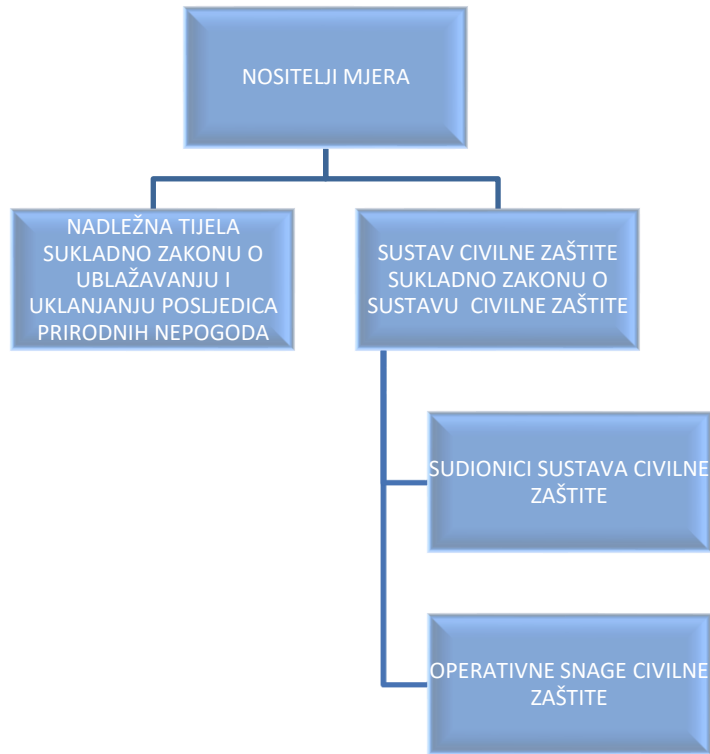 NOSITELJI MJERA
NADLEŽNA TIJELA
SUKLADNO ZAKONU O
UBLAŽAVANJU I
UKLANJANJU POSLJEDICA
PRIRODNIH NEPOGODA
SUSTAV CIVILNE ZAŠTITE
SUKLADNO ZAKONU O
SUSTAVU CIVILNE ZAŠTITE
SUDIONICI SUSTAVA CIVILNE
ZAŠTITE
OPERATIVNE SNAGE CIVILNE
ZAŠTITE